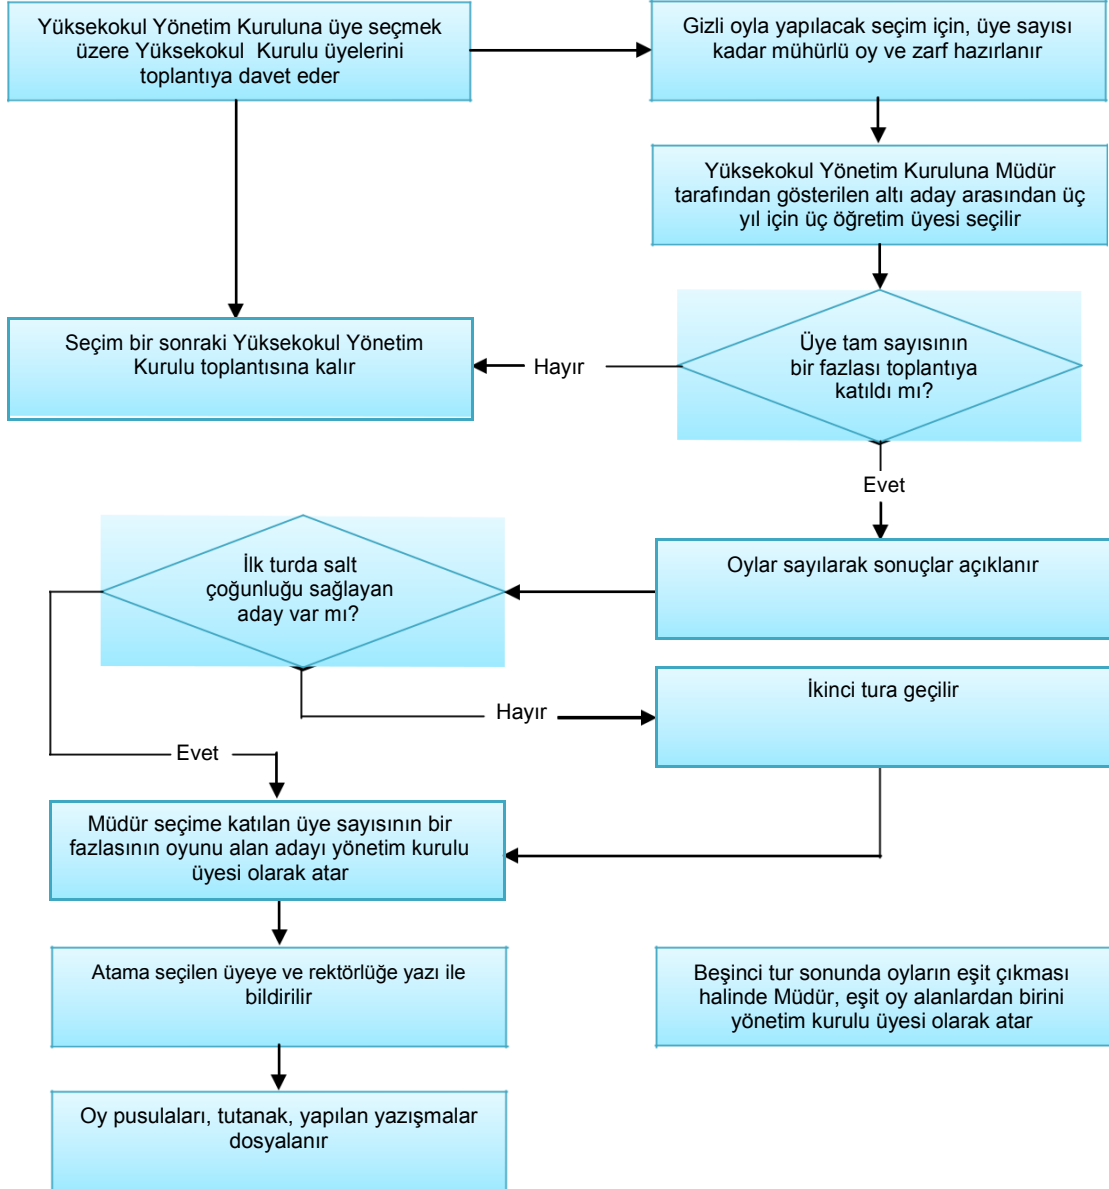 Yüksekokul Yönetim Kuruluna üye seçmek
üzere Yüksekokul Kurulu üyelerini
toplantıya davet eder
Gizli oyla yapılacak seçim için, üye sayısı
kadar mühürlü oy ve zarf hazırlanır
Yüksekokul Yönetim Kuruluna Müdür
tarafından gösterilen altı aday arasından üç
yıl için üç öğretim üyesi seçilir
Seçim bir sonraki Yüksekokul Yönetim
Kurulu toplantısına kalır
Hayır
Üye tam sayısının
bir fazlası toplantıya
katıldı mı?
Evet
İlk turda salt
çoğunluğu sağlayan
aday var mı?
Oylar sayılarak sonuçlar açıklanır
İkinci tura geçilir
Hayır
Evet
Müdür seçime katılan üye sayısının bir
fazlasının oyunu alan adayı yönetim kurulu
üyesi olarak atar
Atama seçilen üyeye ve rektörlüğe yazı ile
bildirilir
Beşinci tur sonunda oyların eşit çıkması
halinde Müdür, eşit oy alanlardan birini
yönetim kurulu üyesi olarak atar
Oy pusulaları, tutanak, yapılan yazışmalar
dosyalanır